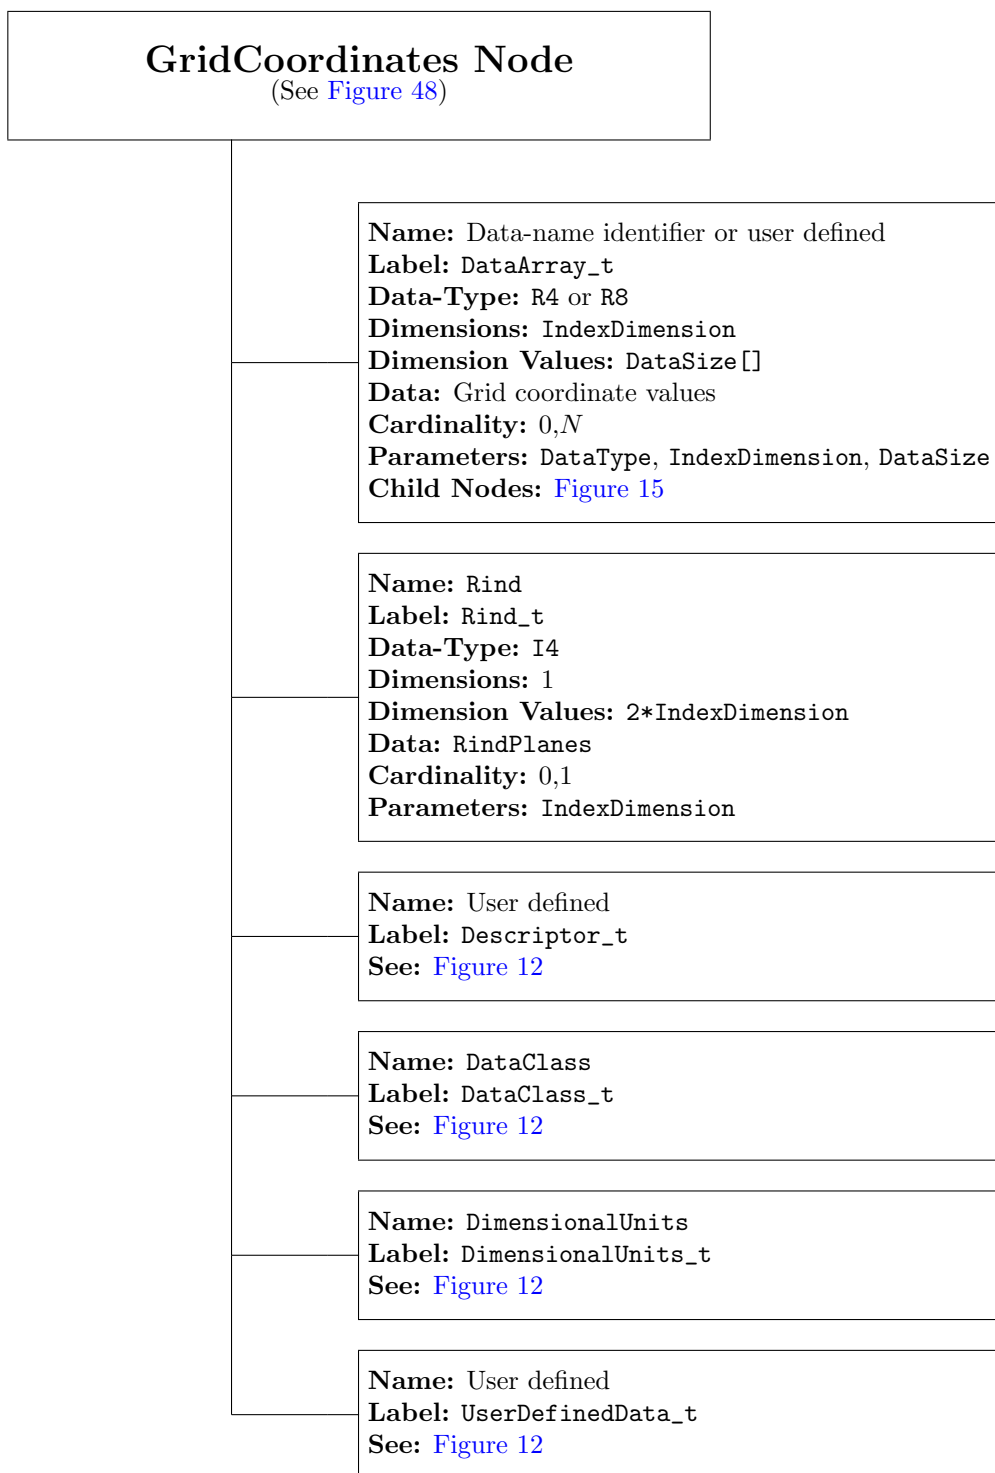 GridCoordinates Node
(See Figure 48)
Name: Data-name identifier or user defined
Label: DataArray_t
Data-Type: R4 or R8
Dimensions: IndexDimension
Dimension Values: DataSize[]
Data: Grid coordinate values
Cardinality: 0,N
Parameters: DataType, IndexDimension, DataSize
Child Nodes: Figure 15
Name: Rind
Label: Rind_t
Data-Type: I4
Dimensions: 1
Dimension Values: 2*IndexDimension
Data: RindPlanes
Cardinality: 0,1
Parameters: IndexDimension
Name: User defined
Label: Descriptor_t
See: Figure 12
Name: DataClass
Label: DataClass_t
See: Figure 12
Name: DimensionalUnits
Label: DimensionalUnits_t
See: Figure 12
Name: User defined
Label: UserDefinedData_t
See: Figure 12